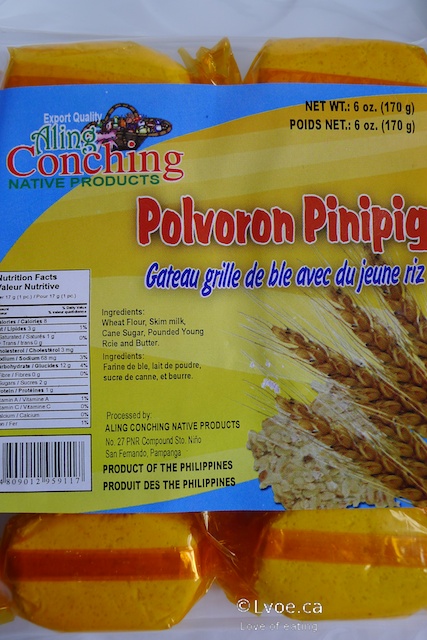 Export Quality
Aling
Conching
NATIVE PRODUCTS
NET WT.: 6 oz. (170 g)
POIDS NET.: 6 oz. (170 g)
Polvoron Pinipig
Gateau grille de ble avec du jeune riz
Nutrition Facts
Valeur Nutritive
Ingredients:
Wheat Flour, Skim milk,
Cane Sugar, Pounded Young
Rcie and Butter.
Ingredients:
Farine de ble, lait de poudre,
sucre de canne, et beurre.
Processed by:
ALING CONCHING NATIVE PRODUCTS
No. 27 PNR Compound Sto. Niño
San Fernando, Pampanga
PRODUCT OF THE PHILIPPINES
PRODUIT DES THE PHILIPPINES
809012 959117
©Lvoe.ca
Love of eating